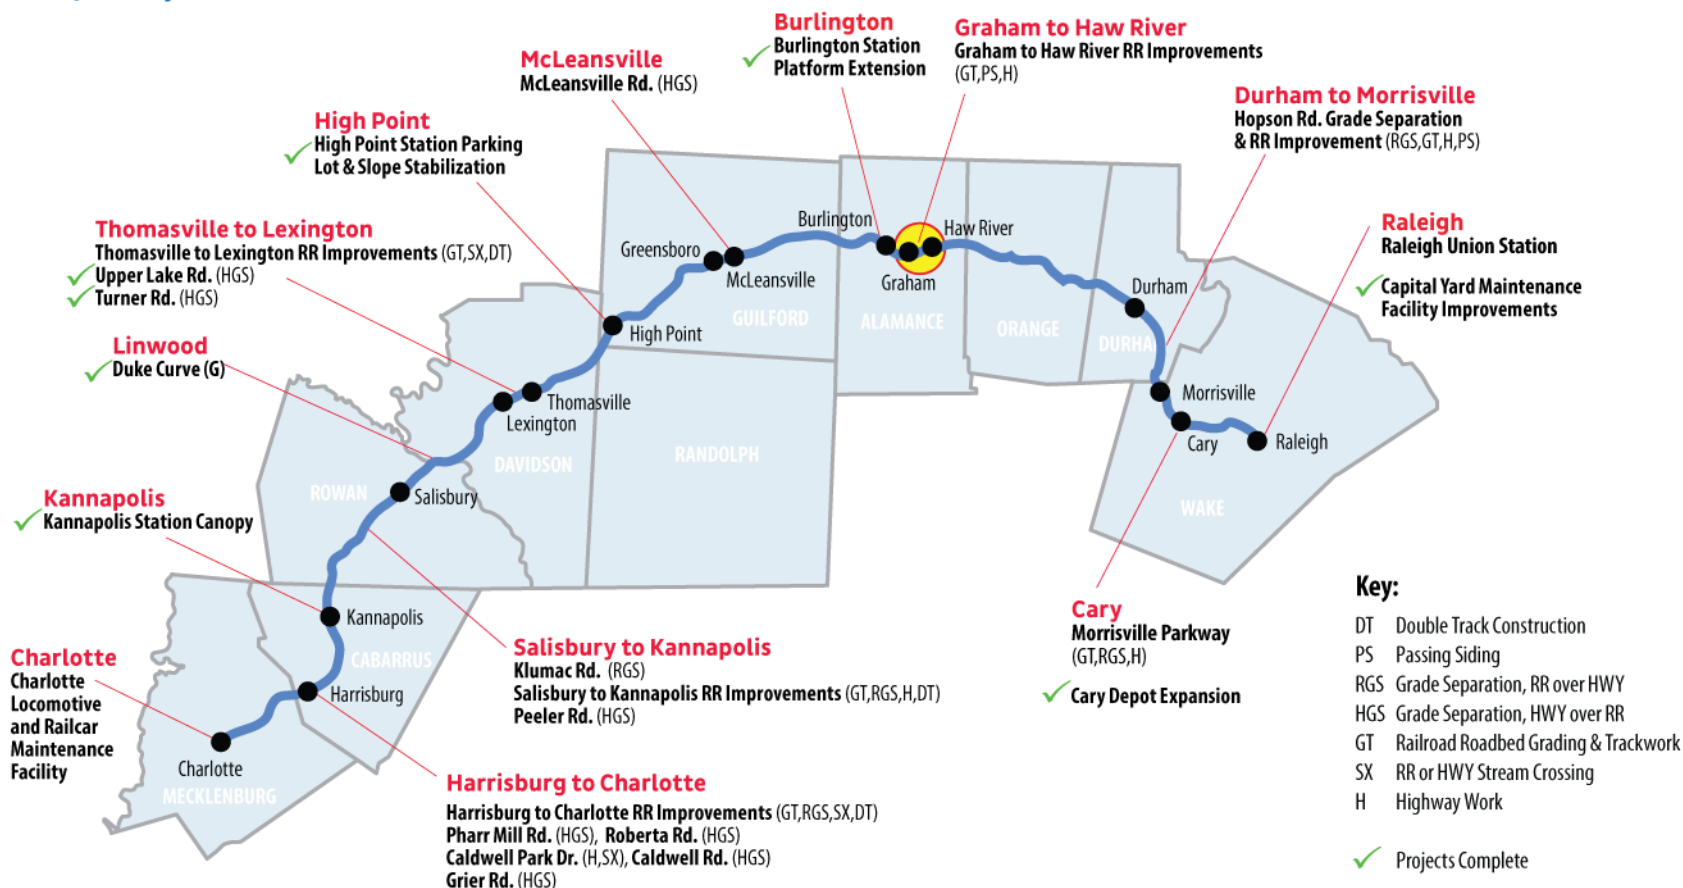 Burlington
Burlington Station
Platform Extension
Graham to Haw River
Graham to Haw River RR Improvements
(GT,PS,H)
McLeansville
McLeansville Rd. (HGS)
Durham to Morrisville
Hopson Rd. Grade Separation
& RR Improvement (RGS,GT,H,PS)
High Point
High Point Station Parking
Lot & Slope Stabilization
Raleigh
Raleigh Union Station
Capital Yard Maintenance
Facility Improvements
Thomasville to Lexington
Thomasville to Lexington RR Improvements (GT,SX,DT)
Upper Lake Rd. (HGS)
Turner Rd. (HGS)
Linwood
Duke Curve (G)
Kannapolis
Kannapolis Station Canopy
Charlotte
Charlotte
Locomotive
and Railcar
Maintenance
Facility
Salisbury to Kannapolis
Klumac Rd. (RGS)
Salisbury to Kannapolis RR Improvements (GT,RGS,H,DT)
Peeler Rd. (HGS)
Harrisburg to Charlotte
Harrisburg to Charlotte RR Improvements (GT,RGS,SX,DT)
Pharr Mill Rd. (HGS), Roberta Rd. (HGS)
Caldwell Park Dr. (H,SX), Caldwell Rd. (HGS)
Grier Rd. (HGS)
Cary
Morrisville Parkway
(GT,RGS,H)
Cary Depot Expansion
Burlington
Haw River
Greensboro
McLeansville
Graham
Durham
High Point
GUILFORD
ALAMANCE
ORANGE
DURHA
Thomasville
Lexington
Morrisville
Cary
Raleigh
DAVIDSON
RANDOLPH
ROWAN
Salisbury
WAKE
Kannapolis
CABARRUS
Harrisburg
Charlotte
MECKLENBURG
Key:
DT Double Track Construction
PS Passing Siding
RGS Grade Separation, RR over HWY
HGS Grade Separation, HWY over RR
GT Railroad Roadbed Grading & Trackwork
SX RR or HWY Stream Crossing
H Highway Work
Projects Complete